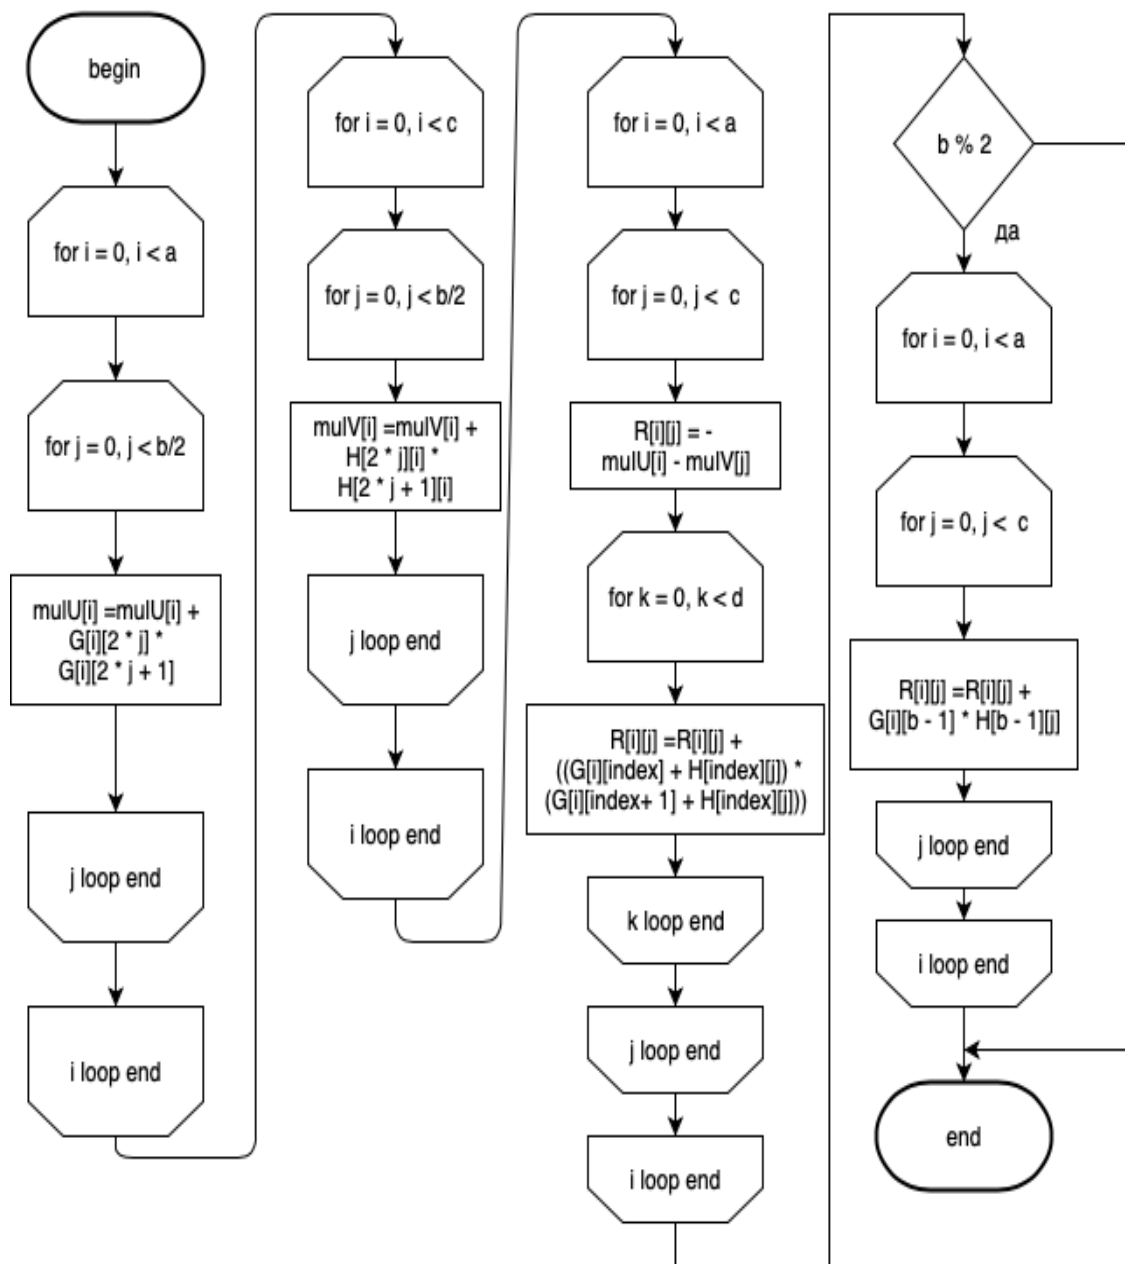 begin
for i = 0, i < a
for j = 0, j < b/2
mulU[i] =mulU[i] +
G[i][2 * j] *
G[i][2 * j + 1]
j loop end
i loop end
for i = 0, i < c
for j = 0, j < b/2
mulV[i] =mulV[i] +
H[2 * j][i] *
H[2 * j + 1][i]
j loop end
i loop end
for i = 0, i < a
for j = 0, j < c
R[i][j] = -
mulU[i] - mulV[j]
for k = 0, k < d
R[i][j] =R[i][j] +
((G[i][index] + H[index][j]) *
(G[i][index+ 1] + H[index][j]))
k loop end
j loop end
i loop end
b % 2
да
for i = 0, i < a
for j = 0, j < c
R[i][j] =R[i][j] +
G[i][b - 1] * H[b - 1][j]
j loop end
i loop end
end